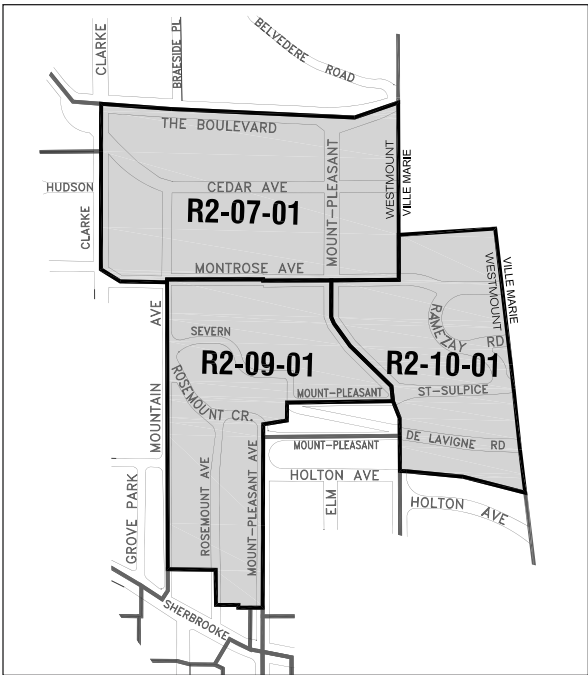 BELVEDERE ROAD
CLARKE
BRAESIDE PL
THE BOULEVARD
MOUNT-PLEASANT
WESTMOUNT
VILLE MARIE
HUDSON
CEDAR AVE
R2-07-01
CLARKE
MONTROSE AVE
VILLE MARIE
WESTMOUNT
AVE
SEVERN
RAMEZAY RD
R2-09-01
R2-10-01
ROSEMOUNT CR.
MOUNT-PLEASANT
ST-SULPICE
MOUNTAIN
MOUNT-PLEASANT
DE LAVIGNE RD
HOLTON AVE
ELM
HOLTON AVE
GROVE PARK
ROSEMOUNT AVE
MOUNT-PLEASANT AVE
SHERBROOKE